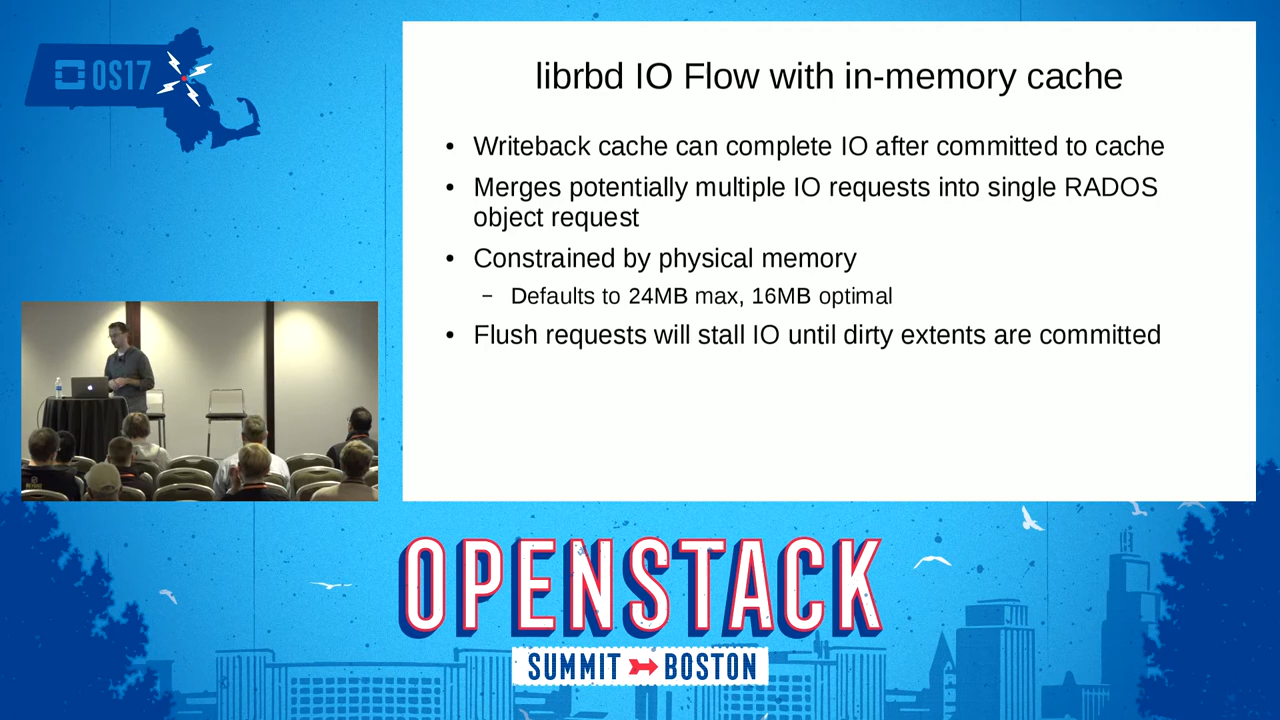 OS17
librbd IO Flow with in-memory cache
• Writeback cache can complete IO after committed to cache
• Merges potentially multiple IO requests into single RADOS
object request
• Constrained by physical memory
– Defaults to 24MB max, 16MB optimal
• Flush requests will stall IO until dirty extents are committed
OPENSTACK
SUMMIT BOSTON